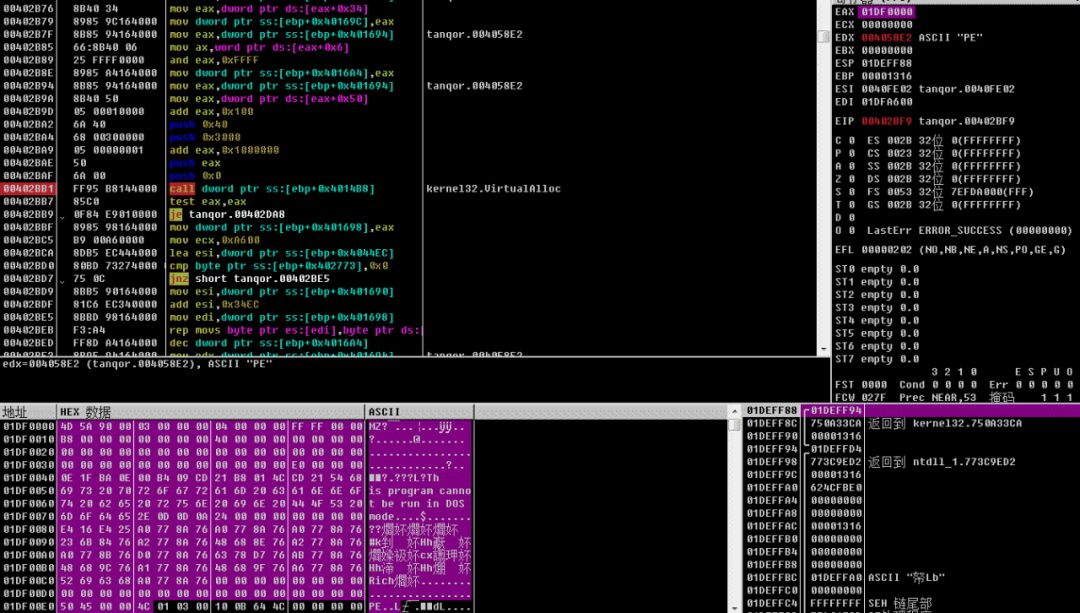 00402B76 8B40 34 mov eax,dword ptr ds:[eax+0x34]
00402B79 8985 9C164000 mov dword ptr ss:[ebp+0x40169C],eax
00402B7F 8B85 94164000 mov eax,dword ptr ss:[ebp+0x401694] tanqor.004058E2
00402B85 66:8B40 06 mov ax,word ptr ds:[eax+0x6]
00402B89 25 FFFF0000 and eax,0xFFFF
00402B8E 8985 A4164000 mov dword ptr ss:[ebp+0x4016A4],eax
00402B94 8B85 94164000 mov eax,dword ptr ss:[ebp+0x401694] tanqor.004058E2
00402B9A 8B40 50 mov eax,dword ptr ds:[eax+0x50]
00402B9D 05 00010000 add eax,0x100
00402BA2 6A 40 push 0x40
00402BA4 68 00300000 push 0x3000
00402BA9 05 00000001 add eax,0x1000000
00402BAE 50 push eax
00402BAF 6A 00 push 0x0
00402BB1 FF95 B8144000 call dword ptr ss:[ebp+0x4014B8] kernel32.VirtualAlloc
00402BB7 85C0 test eax,eax
00402BB9 0F84 E9010000 je tanqor.00402DA8
00402BBF 8985 98164000 mov dword ptr ss:[ebp+0x401698],eax
00402BC5 B9 00A60000 mov ecx,0xA600
00402BCA 8DB5 EC444000 lea esi,dword ptr ss:[ebp+0x4044EC]
00402BD0 80BD 73274000 cmp byte ptr ss:[ebp+0x402773],0x0
00402BD7 75 0C jnz short tanqor.00402BE5
00402BD9 8BB5 90164000 mov esi,dword ptr ss:[ebp+0x401690]
00402BDF 81C6 EC340000 add esi,0x34EC
00402BE5 8BBD 98164000 mov edi,dword ptr ss:[ebp+0x401698]
00402BEB F3:A4 rep movs byte ptr es:[edi],byte ptr ds:
00402BED FF8D A4164000 dec dword ptr ss:[ebp+0x4016A4]
edx=004058E2 (tanqor.004058E2), ASCII "PE"
EAX 01DF0000
ECX 00000000
EDX 004058E2 ASCII "PE"
EBX 00000000
ESP 01DEFF88
EBP 00001316
ESI 0040FE02 tanqor.0040FE02
EDI 01DFA600
EIP 00402BF9 tanqor.00402BF9
C 0 ES 002B 32位 0(FFFFFFFF)
P 0 CS 0023 32位 0(FFFFFFFF)
A 0 SS 002B 32位 0(FFFFFFFF)
Z 0 DS 002B 32位 0(FFFFFFFF)
S 0 FS 0053 32位 7EFDA000(FFF)
T 0 GS 002B 32位 0(FFFFFFFF)
D 0
O 0 LastErr ERROR_SUCCESS (00000000)
EFL 00000202 (NO,NB,NE,A,NS,PO,GE,G)
ST0 empty 0.0
ST1 empty 0.0
ST2 empty 0.0
ST3 empty 0.0
ST4 empty 0.0
ST5 empty 0.0
ST6 empty 0.0
ST7 empty 0.0
3 2 1 0 E S P U O
FST 0000 Cond 0 0 0 0 Err 0 0 0 0 0
FCW 027F Prec NEAR,53 掩码 1 1 1
地址 HEX 数据 ASCII
01DF0000 4D 5A 90 00 03 00 00 00 04 00 00 00 FF FF 00 00
01DF0010 B8 00 00 00 00 00 00 00 40 00 00 00 00 00 00 00 ?.......@.......
01DF0020 00 00 00 00 00 00 00 00 00 00 00 00 00 00 00 00 ................
01DF0030 00 00 00 00 00 00 00 00 00 00 00 00 E0 00 00 00 ............?..
01DF0040 0E 1F BA 0E 00 B4 09 CD 21 B8 01 4C CD 21 54 68
01DF0050 69 73 20 70 72 6F 67 72 61 6D 20 63 61 6E 6E 6F is program canno
01DF0060 74 20 62 65 20 72 75 6E 20 69 6E 20 44 4F 53 20 t be run in DOS
01DF0070 6D 6F 64 65 2E 0D 0D 0A 24 00 00 00 00 00 00 00 mode....$.......
01DF0080 E4 16 E4 25 A0 77 8A 76 A0 77 8A 76 A0 77 8A 76
01DF0090 23 6B 84 76 A2 77 8A 76 48 68 8E 76 A2 77 8A 76
01DF00A0 A0 77 8B 76 D0 77 8A 76 63 78 D7 76 AB 77 8A 76
01DF00B0 48 68 9C 76 A1 77 8A 76 48 68 9F 76 A6 77 8A 76
01DF00C0 52 69 63 68 A0 77 8A 76 00 00 00 00 00 00 00 00
01DF00D0 00 00 00 00 00 00 00 00 00 00 00 00 00 00 00 00 ................
01DF00E0 50 45 00 00 4C 01 03 00 10 0B 64 4C 00 00 00 00
01DEFF88 01DEFF94
01DEFF8C 750A33CA 返回到 kernel32.750A33CA
01DEFF90 00001316
01DEFF94 01DEFFD4
01DEFF98 773C9ED2 返回到 ntdll_1.773C9ED2
01DEFF9C 00001316
01DEFFA0 624CFBE0
01DEFFA4 00000000
01DEFFA8 00000000
01DEFFAC 00001316
01DEFFB0 00000000
01DEFFB4 00000000
01DEFFB8 00000000
01DEFFBC 01DEFFA0 ASCII "帑Lb"
01DEFFC0 00000000
01DEFFC4 FFFFFFFF SEH 链尾部